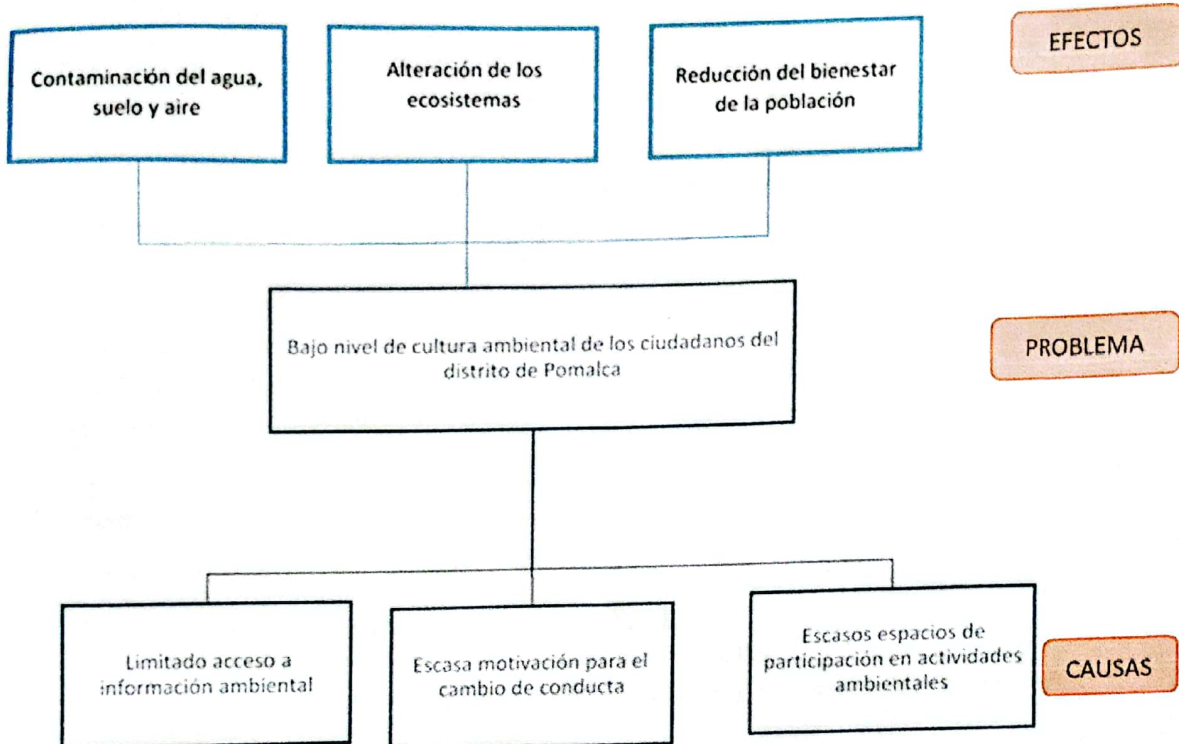 EFECTOS
Contaminación del agua,
suelo y aire
Alteración de los
ecosistemas
Reducción del bienestar
de la población
Bajo nivel de cultura ambiental de los ciudadanos del
distrito de Pomalca
PROBLEMA
Limitado acceso a
información ambiental
Escasa motivación para el
cambio de conducta
Escasos espacios de
participación en actividades
ambientales
CAUSAS